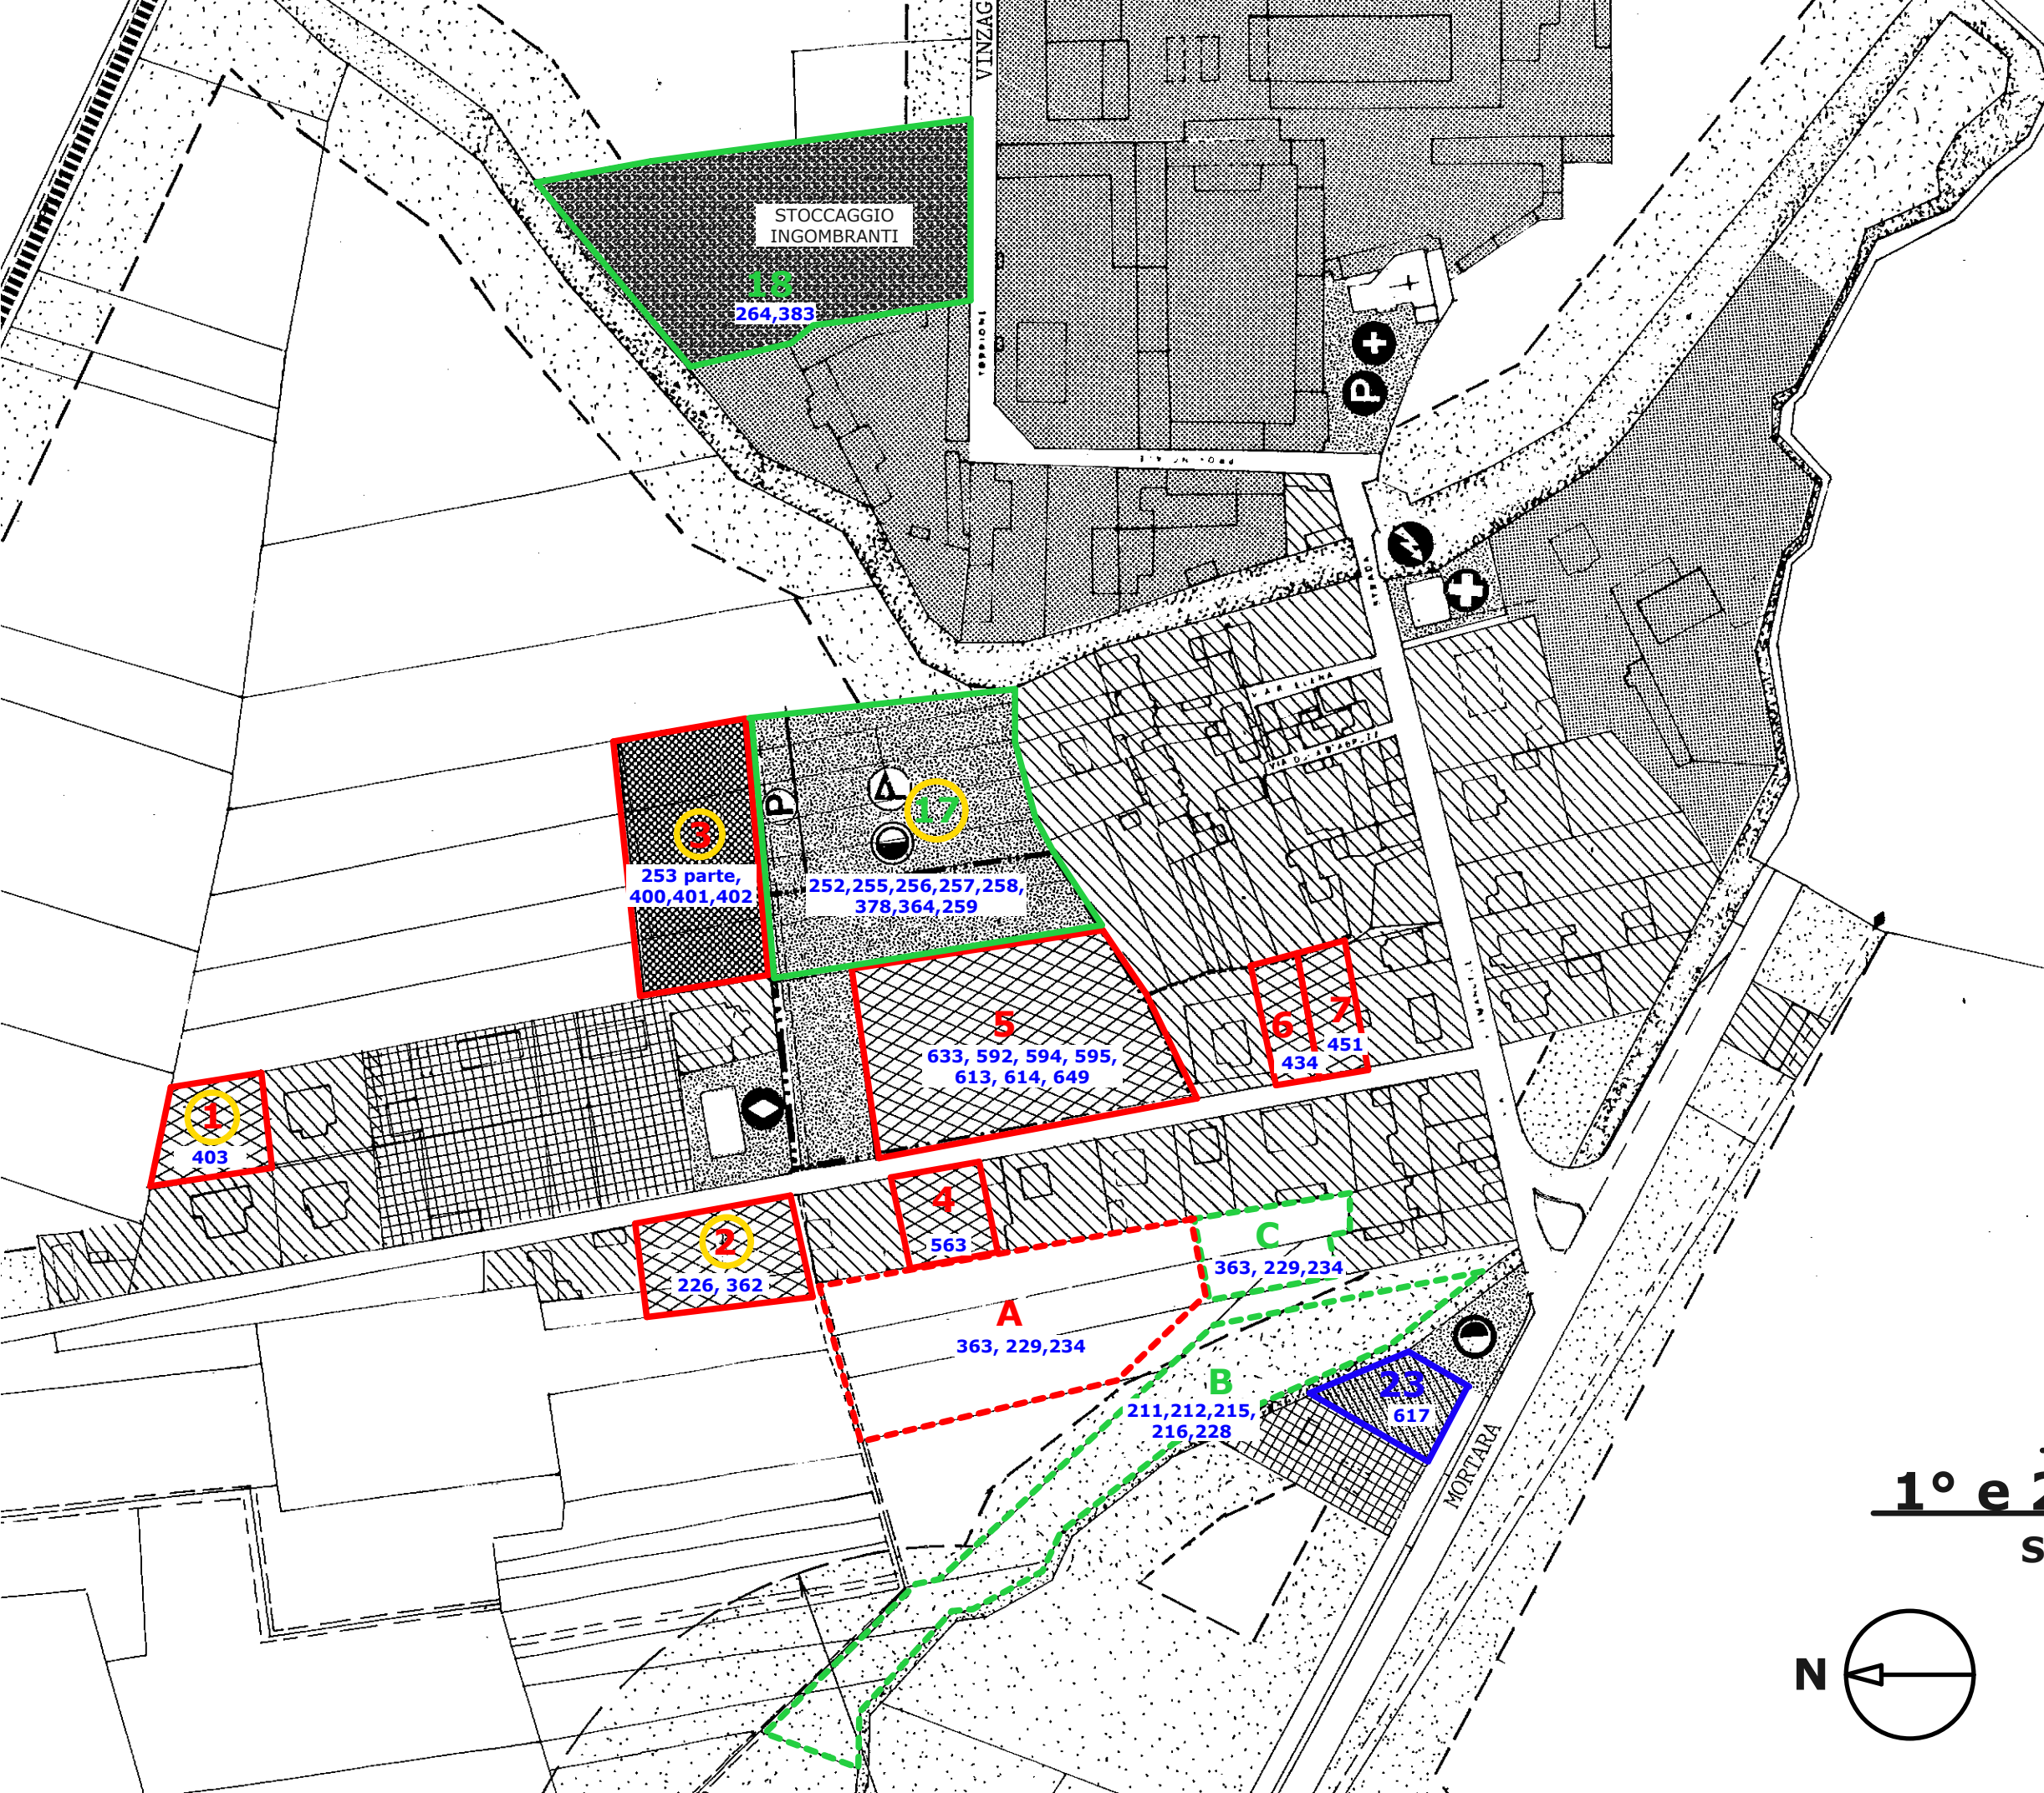 VINZAG
STOCCAGGIO
INGOMBRANTI
18
264,383
P
P
17
3
253 parte,
400,401,402
252,255,256,257,258,
378,364,259
5
633, 592, 594, 595,
613, 614, 649
6
434
7
451
1
403
4
563
2
226, 362
C
363, 229,234
A
363, 229,234
B
211,212,215,
216,228
23
617
MORTARA
1° e 2
s
N